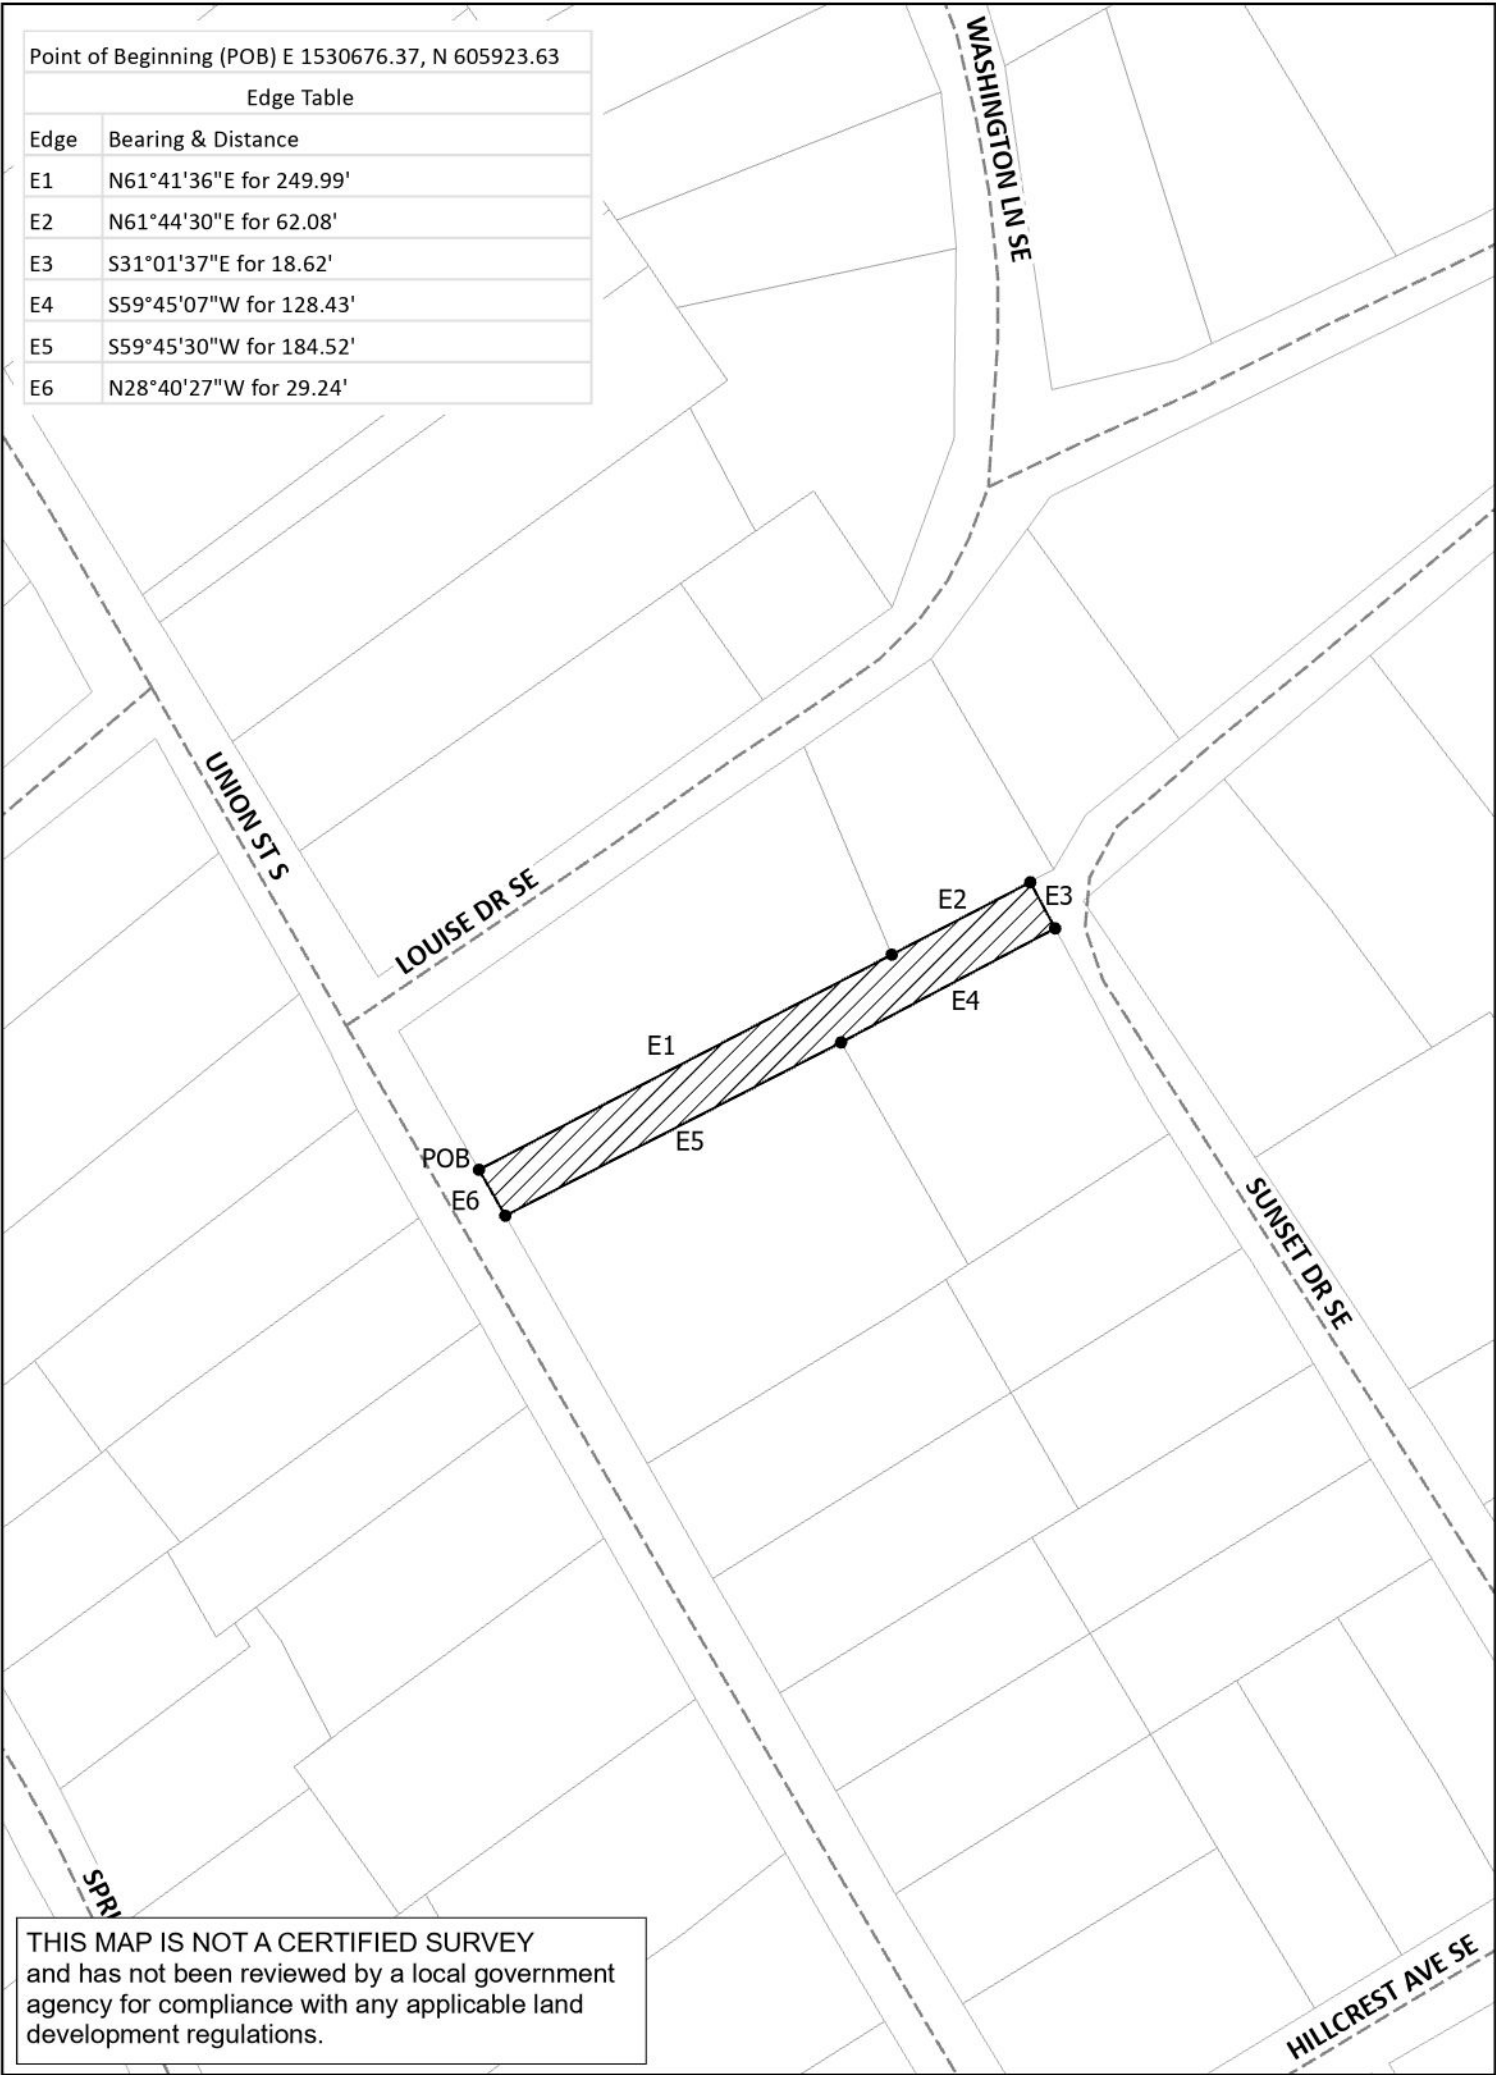 Point of Beginning (POB) E 1530676.37, N 605923.63
Edge Table
Edge Bearing & Distance
E1 N61°41'36"E for 249.99'
E2 N61°44'30"E for 62.08'
E3 S31°01'37"E for 18.62'
E4 S59°45'07"W for 128.43'
E5 S59°45'30"W for 184.52'
E6 N28°40'27"W for 29.24'
WASHINGTON LN SE
UNION ST S
LOUISE DR SE
E2
E3
E4
E1
E5
POB
E6
SUNSET DR SE
SPRI
HILLCREST AVE SE
THIS MAP IS NOT A CERTIFIED SURVEY
and has not been reviewed by a local government
agency for compliance with any applicable land
development regulations.